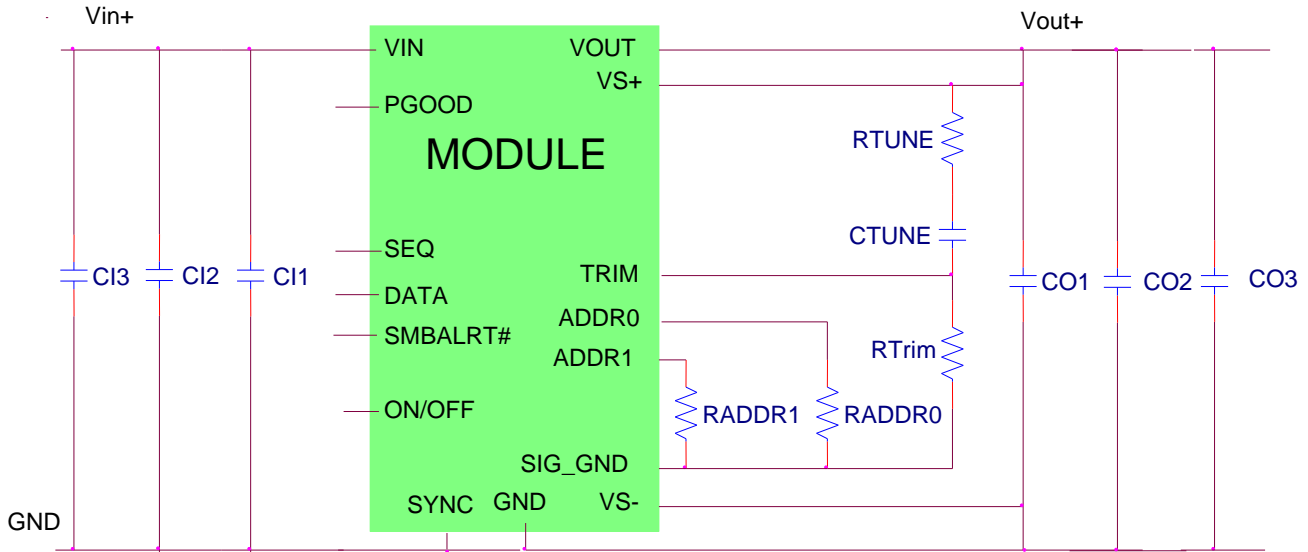 Vin+
Vout+
VIN
VOUT
VS+
PGOOD
MODULE
RTUNE
CTUNE
SEQ
TRIM
CI3
CI2
CI1
DATA
CO1
CO2
CO3
ADDR0
SMBALRT#
ADDR1
RTrim
ON/OFF
RADDR1
RADDR0
SIG_GND
SYNC
GND
VS-
GND